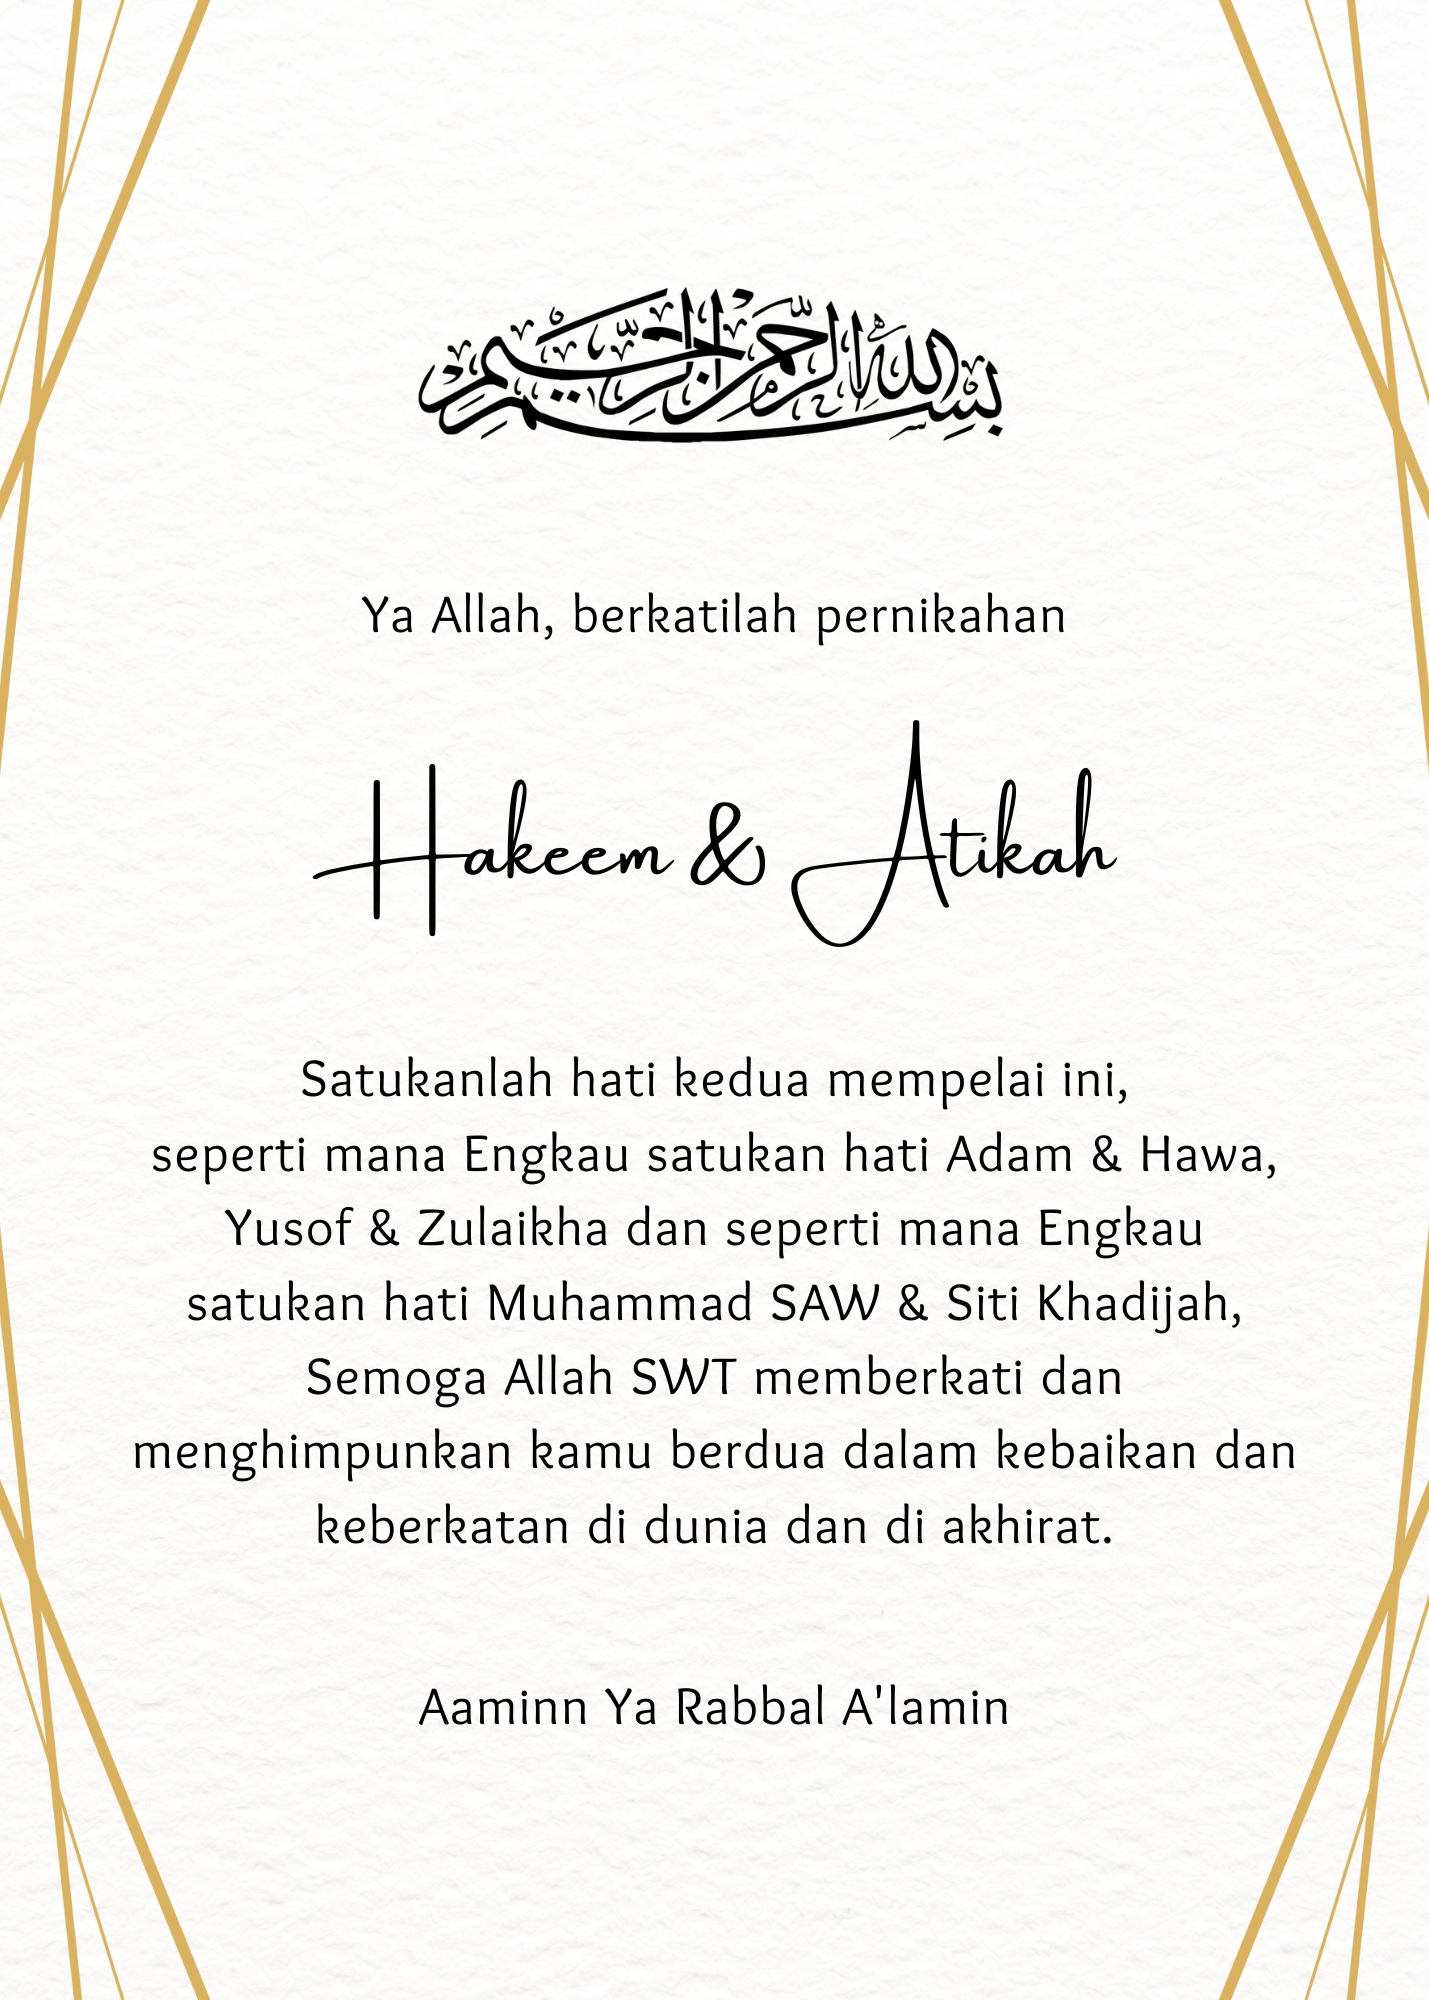 بسم الله الرحمن الرحيم
Ya Allah, berkatilah pernikahan
Hakeem & Atikah
Satukanlah hati kedua mempelai ini,
seperti mana Engkau satukan hati Adam & Hawa,
Yusof & Zulaikha dan seperti mana Engkau
satukan hati Muhammad SAW & Siti Khadijah,
Semoga Allah SWT memberkati dan
menghimpunkan kamu berdua dalam kebaikan dan
keberkatan di dunia dan di akhirat.
Aaminn Ya Rabbal A'lamin